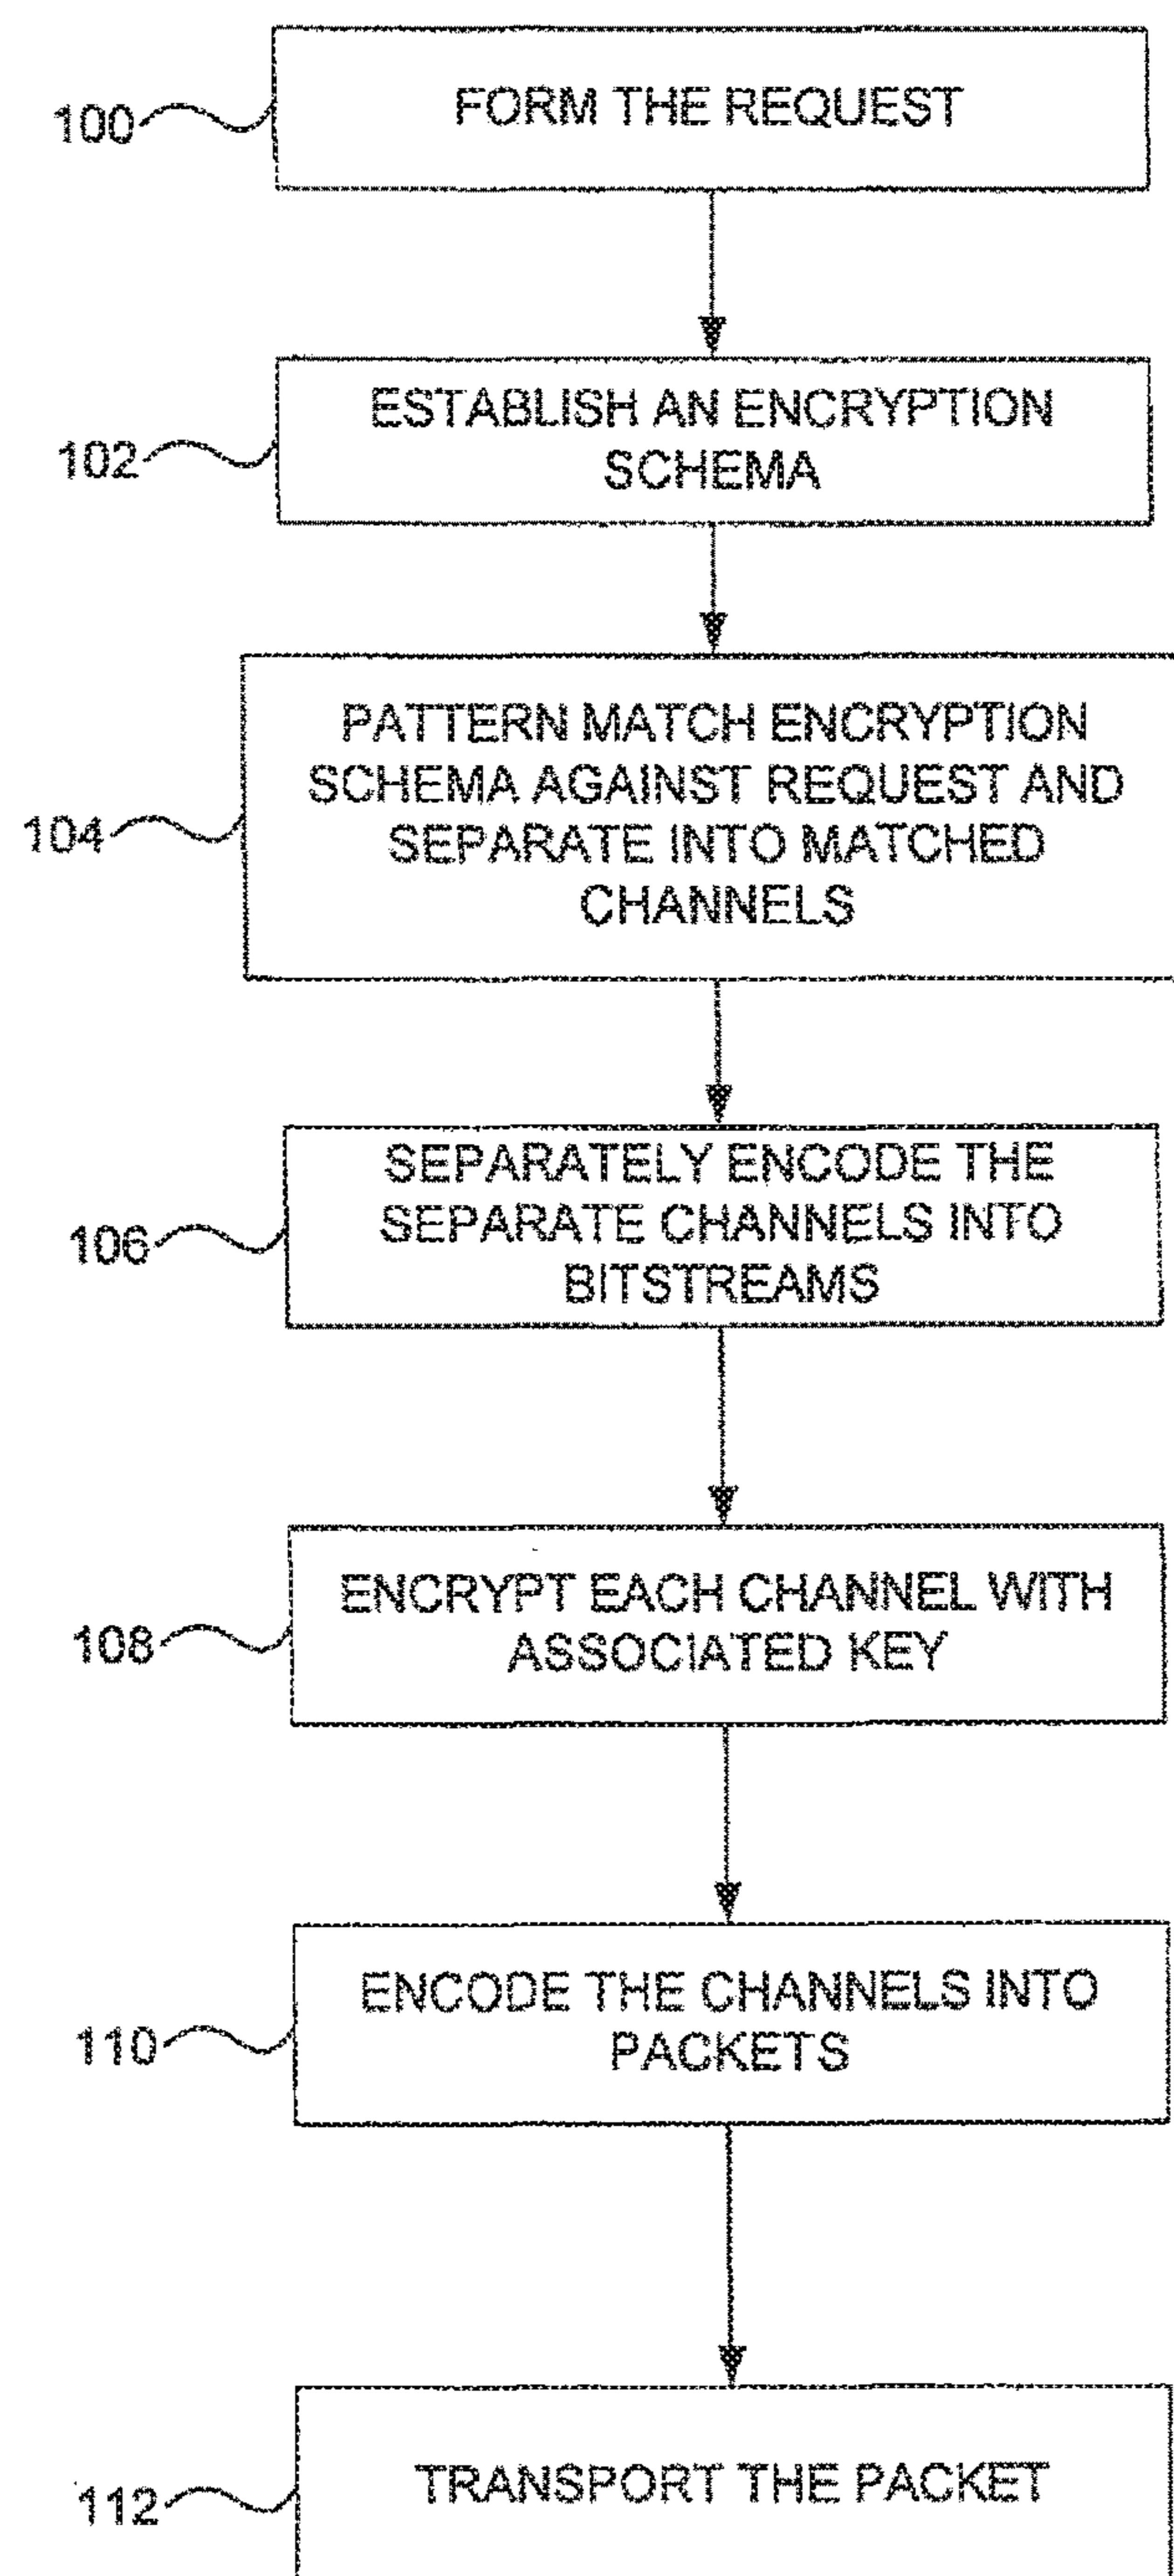 100
FORM THE REQUEST
102
ESTABLISH AN ENCRYPTION
SCHEMA
104
PATTERN MATCH ENCRYPTION
SCHEMA AGAINST REQUEST AND
SEPARATE INTO MATCHED
CHANNELS
106
SEPARATELY ENCODE THE
SEPARATE CHANNELS INTO
BITSTREAMS
108
ENCRYPT EACH CHANNEL WITH
ASSOCIATED KEY
110
ENCODE THE CHANNELS INTO
PACKETS
112
TRANSPORT THE PACKET